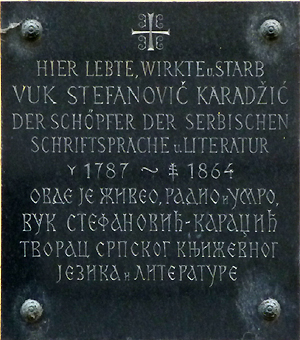 HIER LEBTE, WIRKTE u STARB
VUK STEFANOVIĆ KARADŽIĆ
DER SCHÖPFER DER SERBISCHEN
SCHRIFTSPRACHE u. LITERATUR
1787 ~ 1864
ОВДЕ ЈЕ ЖИВЕО, РАДИО и УМРО,
ВУК СТЕФАНОВИЋ-КАРАЏИЋ
ТВОРАЦ СРПСКОГ КЊИЖЕВНОГ
ЈЕЗИКА и ЛИТЕРАТУРЕ